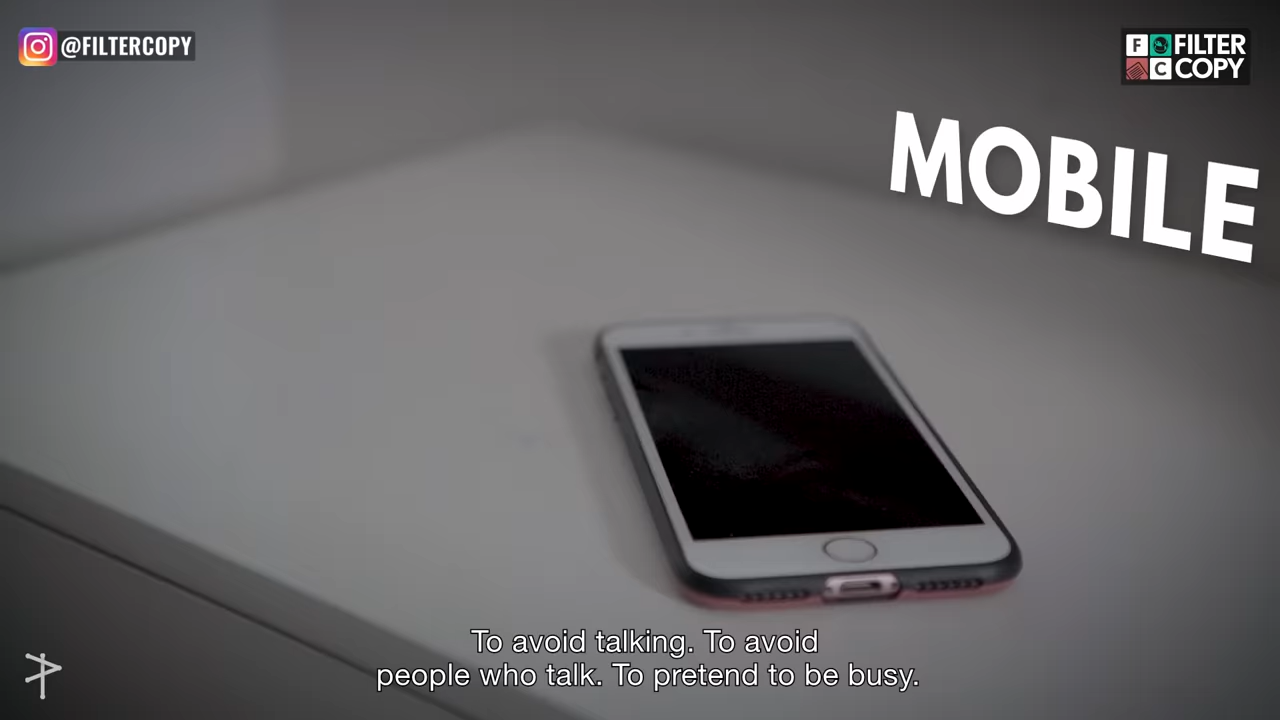 @FILTERCOPY
F FILTER
C COPY
MOBILE
To avoid talking. To avoid
people who talk. To pretend to be busy.